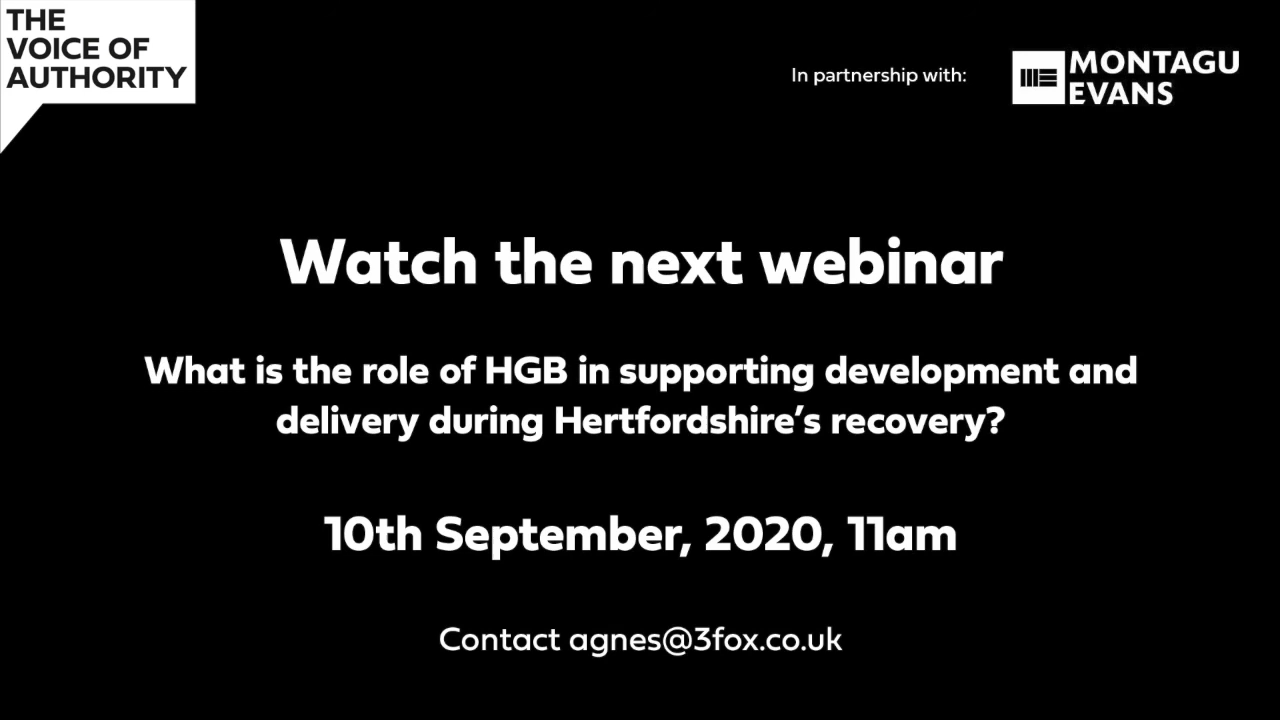 THE
VOICE OF
AUTHORITY
In partnership with:
MONTAGU
EVANS
Watch the next webinar
What is the role of HGB in supporting development and
delivery during Hertfordshire’s recovery?
10th September, 2020, 11am
Contact agnes@3fox.co.uk